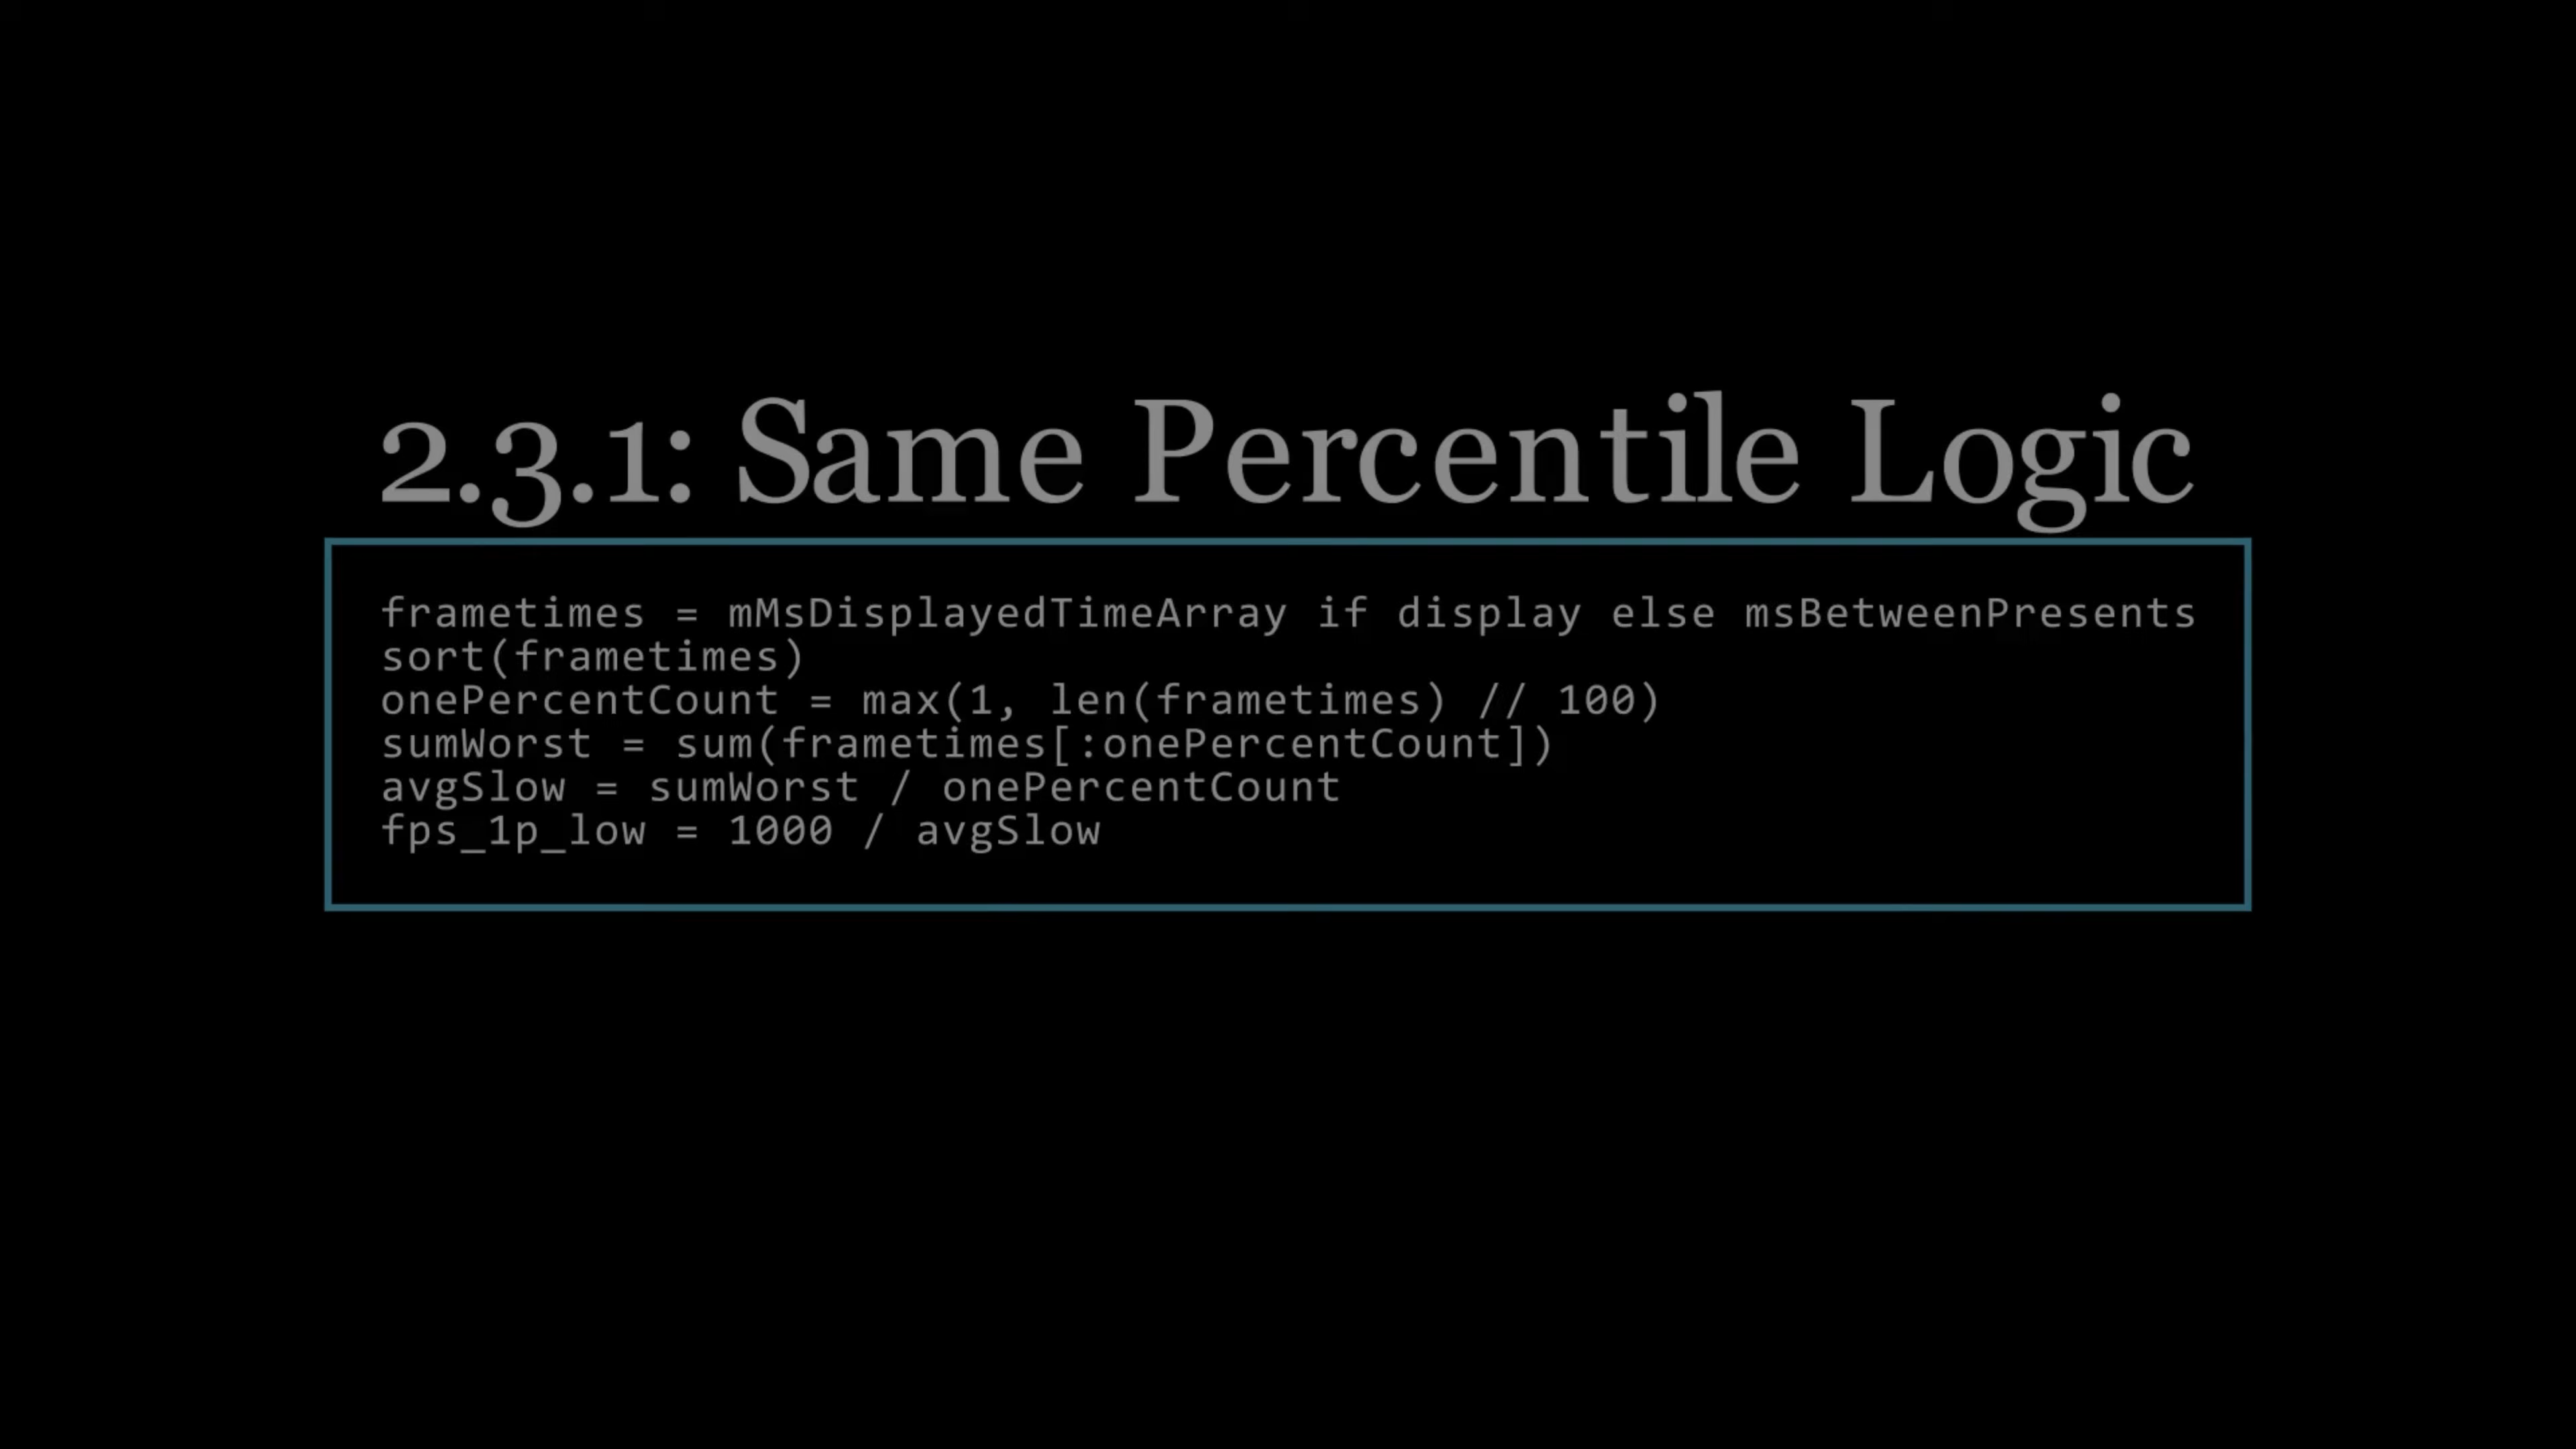 2.3.1: Same Percentile Logic
frametimes = mMsDisplayedTimeArray if display else msBetweenPresents
sort(frametimes)
onePercentCount = max(1, len(frametimes) // 100)
sumWorst = sum(frametimes[:onePercentCount])
avgSlow = sumWorst / onePercentCount
fps_1p_low = 1000 / avgSlow